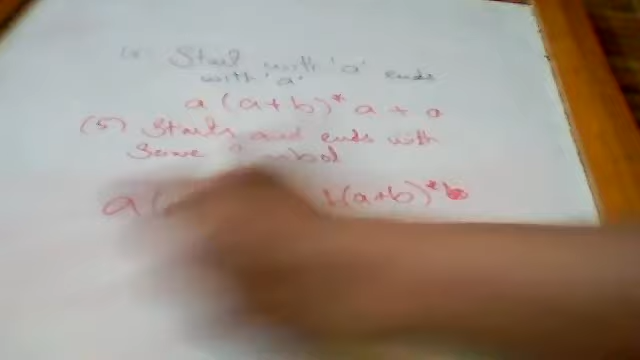 Start with 'a' ends
with 'a'
a (a+b)* a + a
(5) Starts and ends with
Same Symbol
a( (a+b)*b